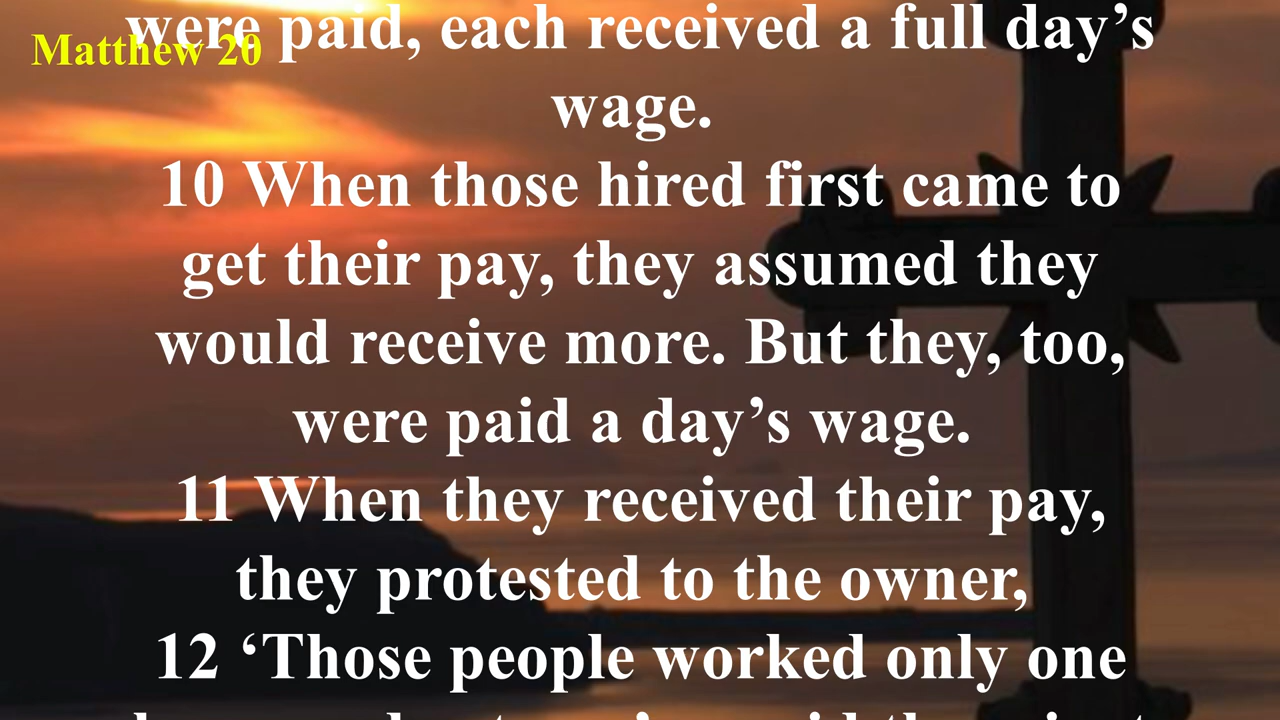 Matthew 20
were paid, each received a full day’s
wage.
10 When those hired first came to
get their pay, they assumed they
would receive more. But they, too,
were paid a day’s wage.
11 When they received their pay,
they protested to the owner,
12 ‘Those people worked only one